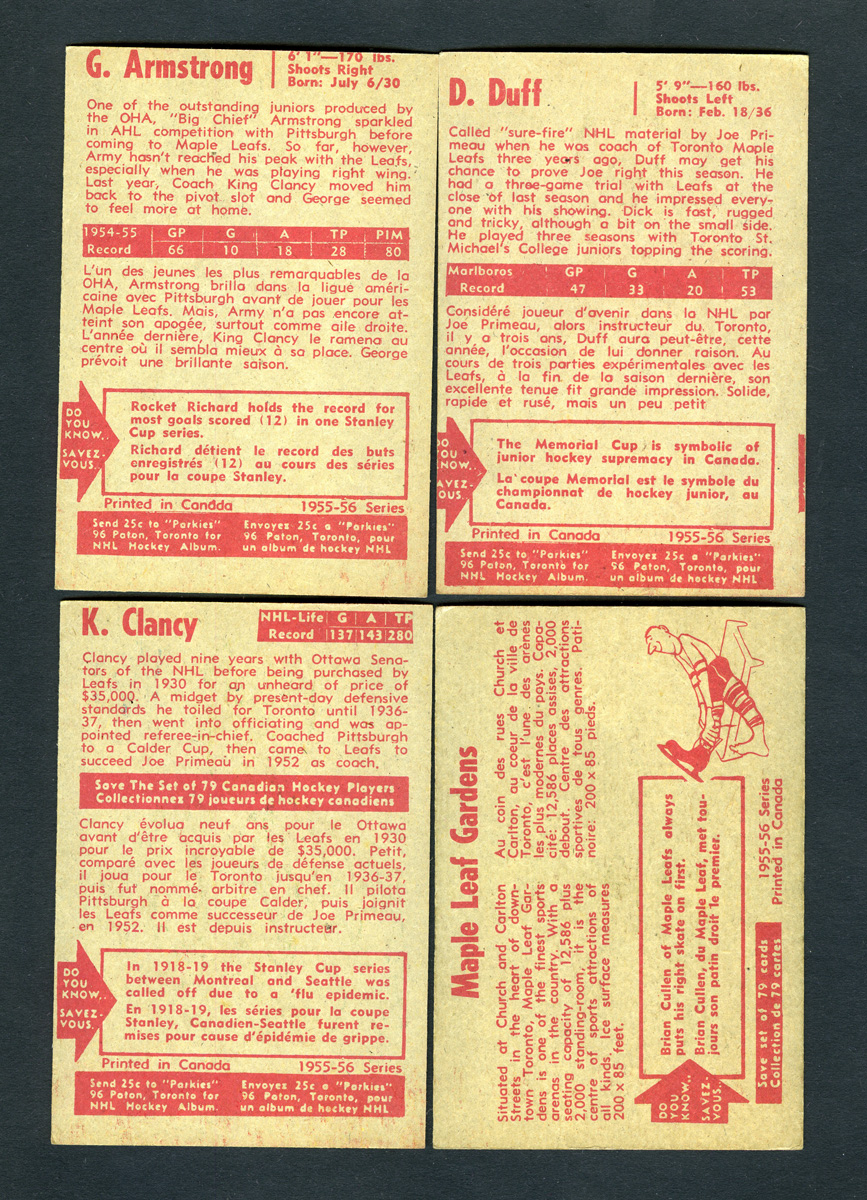 G. Armstrong
6' 1"—170 lbs.
Shoots Right
Born: July 6/30
One of the outstanding juniors produced by
the OHA, "Big Chief" Armstrong sparkled
in AHL competition with Pittsburgh before
coming to Maple Leafs. So far, however,
Army hasn't reached his peak with the Leafs,
especially when he was playing right wing.
Last year, Coach King Clancy moved him
back to the pivot slot and George seemed
to feel more at home.
1954-55 GP G A TP PIM
Record 66 10 18 28 80
L'un des jeunes les plus remarquables de la
OHA, Armstrong brilla dans la ligue améri-
caine avec Pittsburgh avant de jouer pour les
Maple Leafs. Mais, Army n'a pas encore at-
teint son apogée, surtout comme aile droite.
L'année dernière, King Clancy le ramena au
centre où il sembla mieux à sa place. George
prévoit une brillante saison.
DO
YOU
KNOW..
SAVEZ-
VOUS.
Rocket Richard holds the record for
most goals scored (12) in one Stanley
Cup series.
Richard détient le record des buts
enregistrés (12) au cours des séries
pour la coupe Stanley.
Printed in Canada 1955-56 Series
Send 25c to "Parkies"
96 Paton, Toronto for
NHL Hockey Album.
Envoyez 25c a "Parkies"
96 Paton, Toronto, pour
un album de hockey NHL
D. Duff
5' 9"—160 lbs.
Shoots Left
Born: Feb. 18/36
Called "sure-fire" NHL material by Joe Pri-
meau when he was coach of Toronto Maple
Leafs three years ago, Duff may get his
chance to prove Joe right this season. He
had a three-game trial with Leafs at the
close of last season and he impressed every-
one with his showing. Dick is fast, rugged
and tricky, although a bit on the small side.
He played three seasons with Toronto St.
Michael's College juniors topping the scoring.
Marlboros GP G A TP
Record 47 33 20 53
Considéré joueur d'avenir dans la NHL par
Joe Primeau, alors instructeur du Toronto,
il y a trois ans, Duff aura peut-être, cette
année, l'occasion de lui donner raison. Au
cours de trois parties expérimentales avec les
Leafs, à la fin de la saison dernière, son
excellente tenue fit grande impression. Solide,
rapide et rusé, mais un peu petit
DO
YOU
NOW..
AVEZ-
OUS.
The Memorial Cup is symbolic of
junior hockey supremacy in Canada.
La coupe Memorial est le symbole du
championnat de hockey junior, au
Canada.
Printed in Canada 1955-56 Series
Send 25c to "Parkies"
96 Paton, Toronto for
NHL Hockey Album.
Envoyez 25c a "Parkies"
96 Paton, Toronto, pour
un album de hockey NHL
K. Clancy
NHL-Life G A TP
Record 137 143 280
Clancy played nine years with Ottawa Sena-
tors of the NHL before being purchased by
Leafs in 1930 for an unheard of price of
$35,000. A midget by present-day defensive
standards he toiled for Toronto until 1936-
37, then went into officiating and was ap-
pointed referee-in-chief. Coached Pittsburgh
to a Calder Cup, then came to Leafs to
succeed Joe Primeau in 1952 as coach.
Save The Set of 79 Canadian Hockey Players
Collectionnez 79 joueurs de hockey canadiens
Clancy évolua neuf ans pour le Ottawa
avant d'être acquis par les Leafs en 1930
pour le prix incroyable de $35,000. Petit,
comparé avec les joueurs de défense actuels,
il joua pour le Toronto jusqu'en 1936-37,
puis fut nommé arbitre en chef. Il pilota
Pittsburgh à la coupe Calder, puis joignit
les Leafs comme successeur de Joe Primeau,
en 1952. Il est depuis instructeur.
DO
YOU
KNOW..
SAVEZ-
VOUS.
In 1918-19 the Stanley Cup series
between Montreal and Seattle was
called off due to a 'flu epidemic.
En 1918-19, les séries pour la coupe
Stanley, Canadien-Seattle furent re-
mises pour cause d'épidémie de grippe.
Printed in Canada 1955-56 Series
Send 25c to "Parkies"
96 Paton, Toronto for
NHL Hockey Album.
Envoyez 25c a "Parkies"
96 Paton, Toronto, pour
un album de hockey NHL
Maple Leaf Gardens
Situated at Church and Carlton
Streets in the heart of down-
town Toronto, Maple Leaf Gar-
dens is one of the finest sports
arenas in the country. With a
seating capacity of 12,586 plus
2,000 standing-room, it is the
centre of sports attractions of
all kinds. Ice surface measures
200 x 85 feet.
Au coin des rues Church et
Carlton, au coeur de la ville de
Toronto, c'est l'une des arènes
les plus modernes du pays. Capa-
cité: 12,586 places assises, 2,000
debout. Centre des attractions
sportives de tous genres. Pati-
noire: 200 x 85 pieds.
DO
YOU
KNOW..
SAVEZ-
VOUS.
Brian Cullen of Maple Leafs always
puts his right skate on first.
Brian Cullen, du Maple Leaf, met tou-
jours son patin droit le premier.
Save set of 79 cards
Collection de 79 cartes
1955-56 Series
Printed in Canada